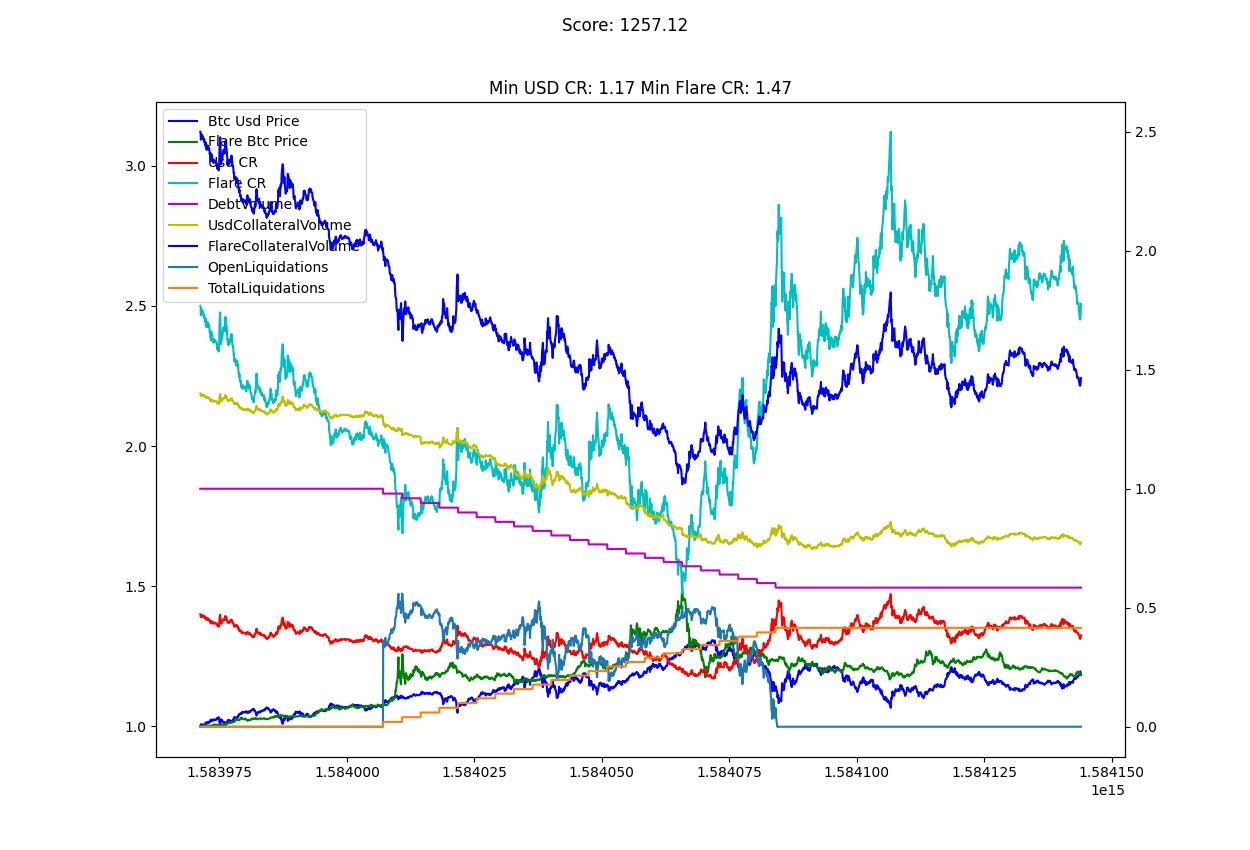 Score: 1257.12
Min USD CR: 1.17 Min Flare CR: 1.47
Btc Usd Price
Flare Btc Price
Usd CR
Flare CR
DebtVolume
UsdCollateralVolume
FlareCollateralVolume
OpenLiquidations
TotalLiquidations
3.0
2.5
2.0
1.5
1.0
2.5
2.0
1.5
1.0
0.5
0.0
1.583975 1.584000 1.584025 1.584050 1.584075 1.584100 1.584125 1.584150
1e15